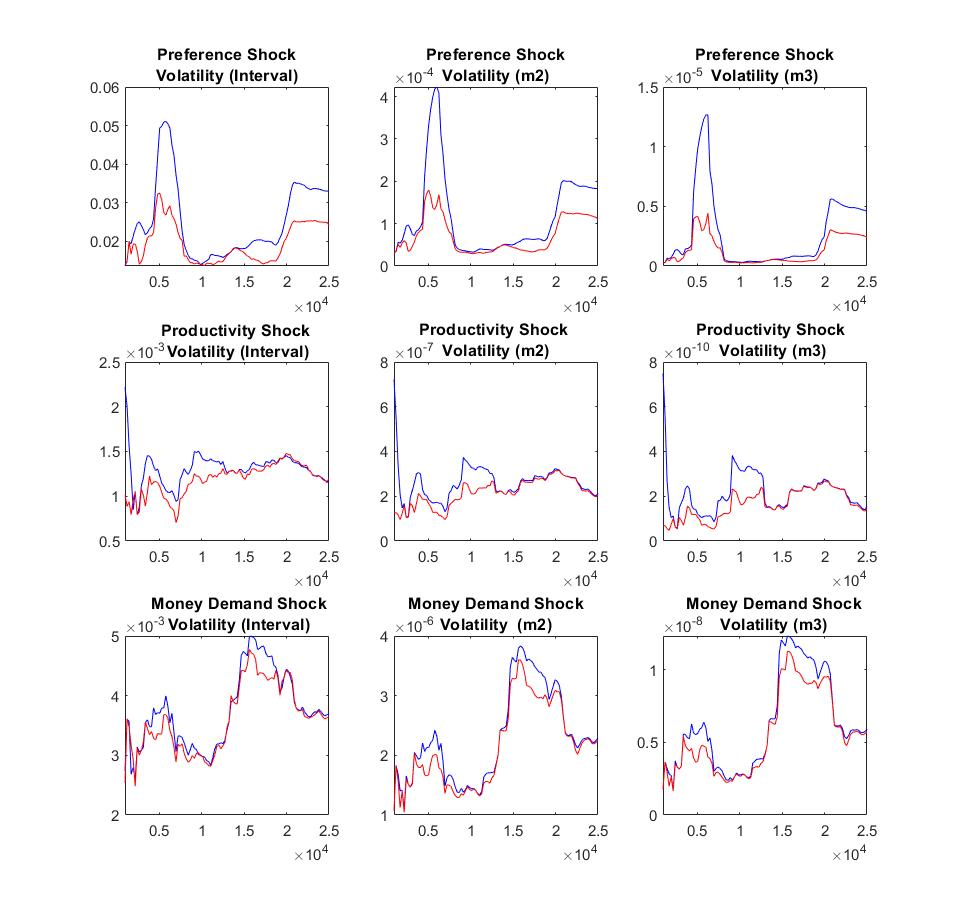 Preference Shock
Volatility (Interval)
0.06
0.05
0.04
0.03
0.02
0.5 1 1.5 2 2.5
×10^4
Preference Shock
×10^-4 Volatility (m2)
4
3
2
1
0
0.5 1 1.5 2 2.5
×10^4
Preference Shock
×10^-5 Volatility (m3)
1.5
1
0.5
0
0.5 1 1.5 2 2.5
×10^4
Productivity Shock
×10^-3 Volatility (Interval)
2.5
2
1.5
1
0.5
0.5 1 1.5 2 2.5
×10^4
Productivity Shock
×10^-7 Volatility (m2)
8
6
4
2
0
0.5 1 1.5 2 2.5
×10^4
Productivity Shock
×10^-10 Volatility (m3)
8
6
4
2
0
0.5 1 1.5 2 2.5
×10^4
Money Demand Shock
×10^-3 Volatility (Interval)
5
4
3
2
0.5 1 1.5 2 2.5
×10^4
Money Demand Shock
×10^-6 Volatility (m2)
4
3
2
1
0.5 1 1.5 2 2.5
×10^4
Money Demand Shock
×10^-8 Volatility (m3)
1
0.5
0
0.5 1 1.5 2 2.5
×10^4